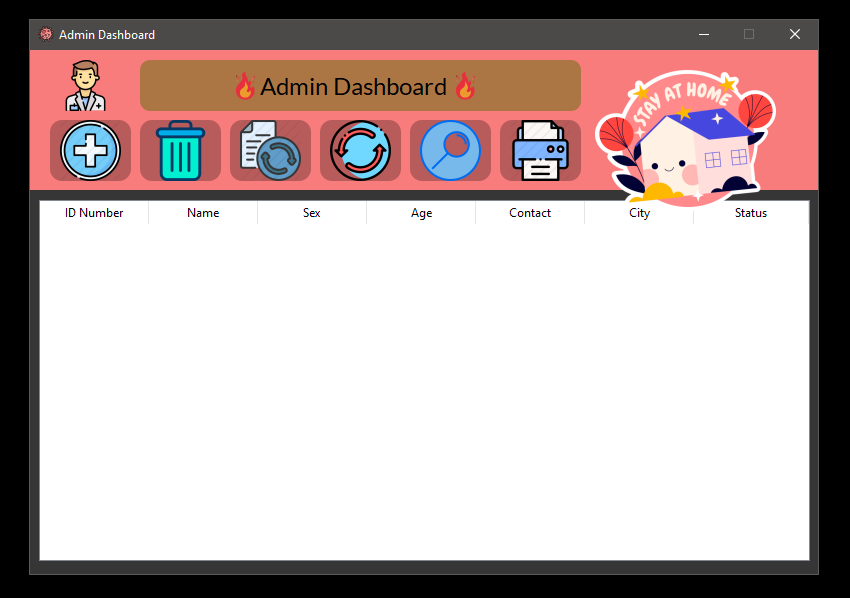 Admin Dashboard
🔥Admin Dashboard 🔥
STAY AT HOME
ID Number Name Sex Age Contact City Status